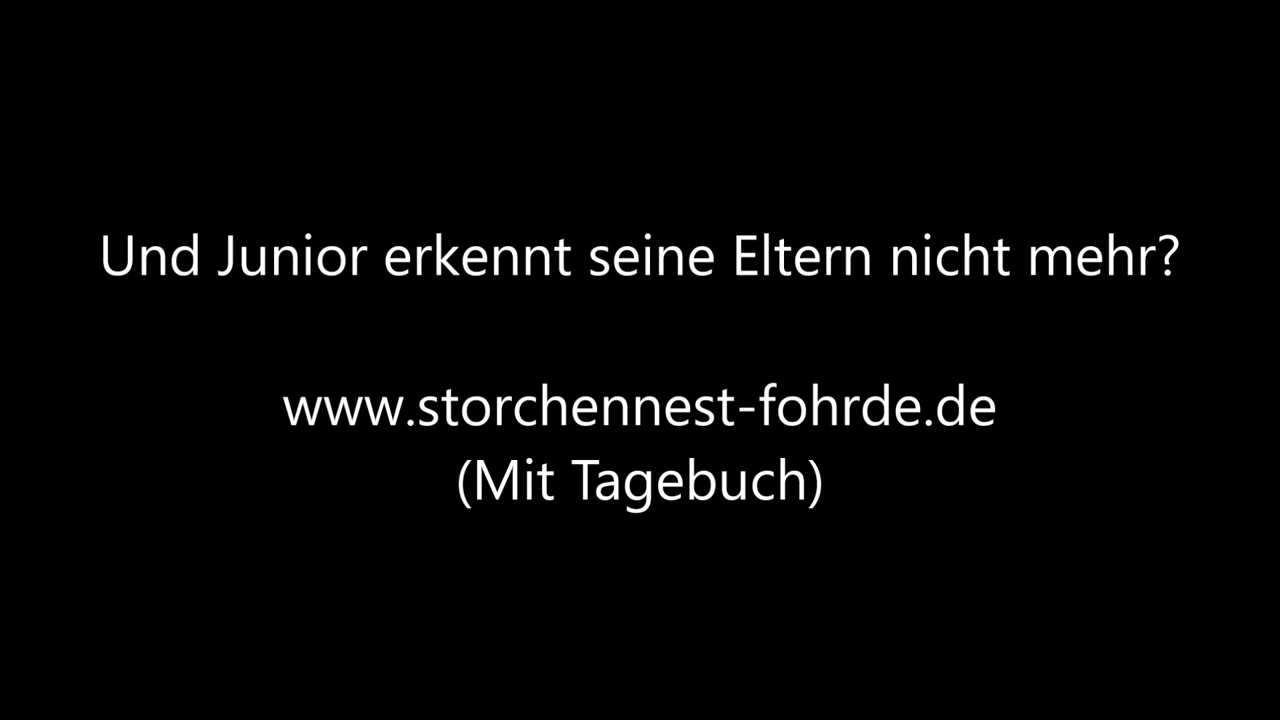 Und Junior erkennt seine Eltern nicht mehr?
www.storchennest-fohrde.de
(Mit Tagebuch)